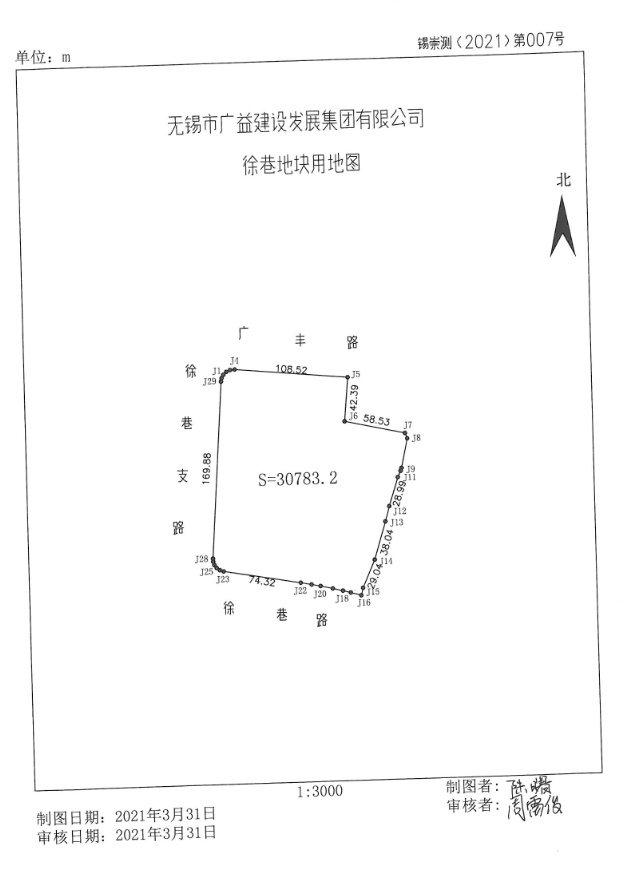 单位：m
锡崇测（2021）第007号
无锡市广益建设发展集团有限公司
徐巷地块用地图
北
广丰路
徐巷支路
J1
J4
108.52
J5
J29
42.39
J6
58.53
J7
J8
169.88
S=30783.2
J9
J11
28.99
J12
J13
38.04
J14
29.04
J15
J16
J18
J20
J22
74.32
J23
J25
J28
徐巷路
1:3000
制图者：
审核者：
制图日期：2021年3月31日
审核日期：2021年3月31日